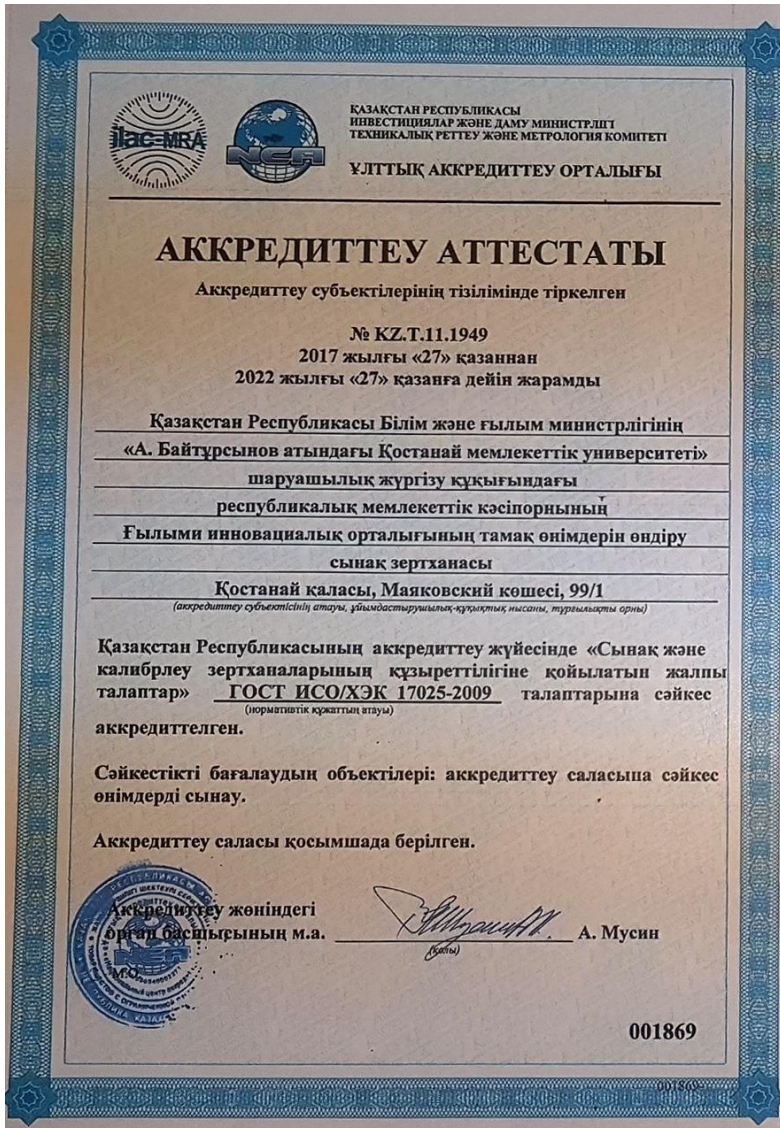 ilac-MRA
NCA
ҚАЗАҚСТАН РЕСПУБЛИКАСЫ
ИНВЕСТИЦИЯЛАР ЖӘНЕ ДАМУ МИНИСТРЛІГІ
ТЕХНИКАЛЫҚ РЕТТЕУ ЖӘНЕ МЕТРОЛОГИЯ КОМИТЕТІ
ҰЛТТЫҚ АККРЕДИТТЕУ ОРТАЛЫҒЫ
АККРЕДИТТЕУ АТТЕСТАТЫ
Аккредиттеу субъектілерінің тізілімінде тіркелген
№ KZ.T.11.1949
2017 жылғы «27» қазаннан
2022 жылғы «27» қазанға дейін жарамды
Қазақстан Республикасы Білім және ғылым министрлігінің
«А. Байтұрсынов атындағы Қостанай мемлекеттік университеті»
шаруашылық жүргізу құқығындағы
республикалық мемлекеттік кәсіпорнының
Ғылыми инновациалық орталығының тамақ өнімдерін өндіру
сынақ зертханасы
Қостанай қаласы, Маяковский көшесі, 99/1
(аккредиттеу субъектісінің атауы, ұйымдастырушылық-құқықтық нысаны, тұрғылықты орны)
Қазақстан Республикасының аккредиттеу жүйесінде «Сынақ және
калибрлеу зертханаларының құзыреттілігіне қойылатын жалпы
талаптар» ГОСТ ИСО/ХЭК 17025-2009 талаптарына сәйкес
(нормативтік құжаттың атауы)
аккредиттелген.
Сәйкестікті бағалаудың объектілері: аккредиттеу саласына сәйкес
өнімдерді сынау.
Аккредиттеу саласы қосымшада берілген.
Аккредиттеу жөніндегі
орган басшысының м.а. А. Мусин
(қолы)
М.О.
001869
001869